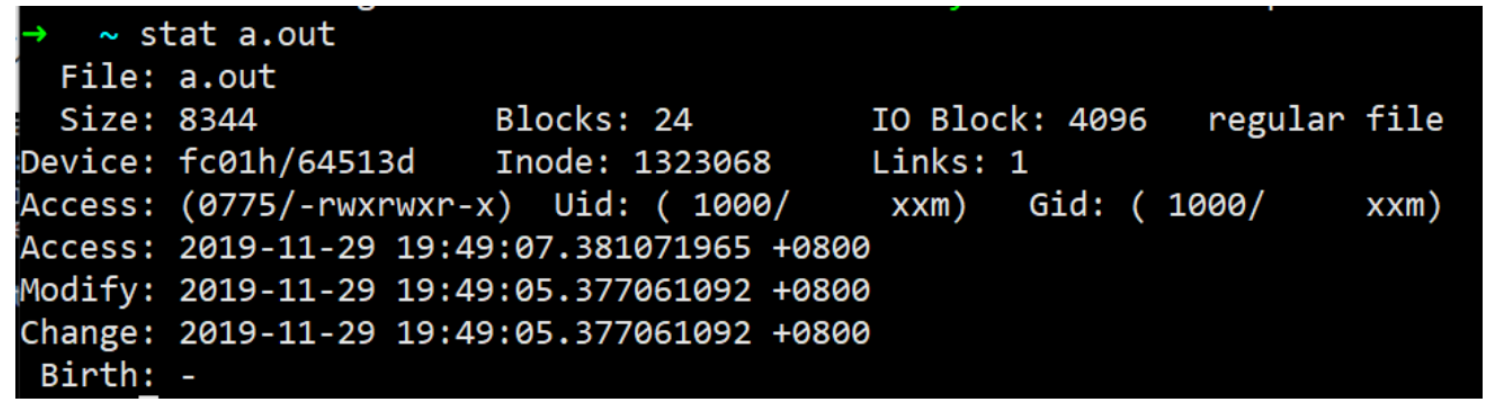 → ~ stat a.out
File: a.out
Size: 8344 Blocks: 24 IO Block: 4096 regular file
Device: fc01h/64513d Inode: 1323068 Links: 1
Access: (0775/-rwxrwxr-x) Uid: ( 1000/ xxm) Gid: ( 1000/ xxm)
Access: 2019-11-29 19:49:07.381071965 +0800
Modify: 2019-11-29 19:49:05.377061092 +0800
Change: 2019-11-29 19:49:05.377061092 +0800
Birth: -